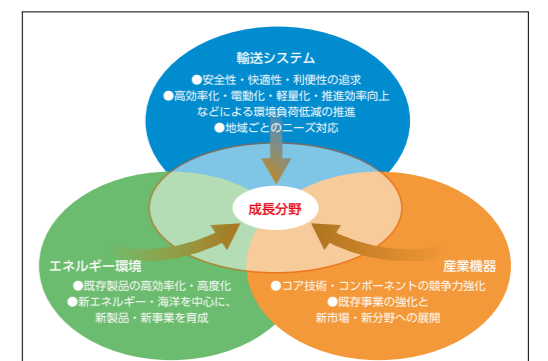 輸送システム
●安全性・快適性・利便性の追求
●高効率化・電動化・軽量化・推進効率向上
などによる環境負荷低減の推進
●地域ごとのニーズ対応
成長分野
エネルギー環境
●既存製品の高効率化・高度化
●新エネルギー・海洋を中心に、
新製品・新事業を育成
産業機器
●コア技術・コンポーネントの競争力強化
●既存事業の強化と
新市場・新分野への展開